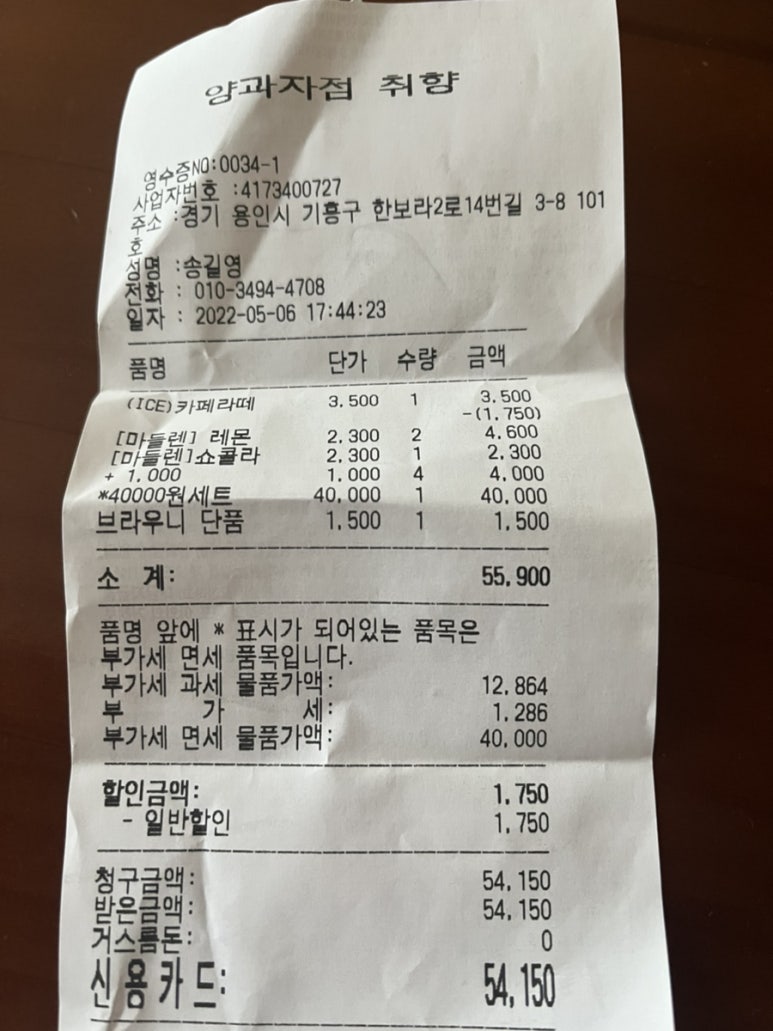 양과자점 취향
영수증NO:0034-1
사업자번호 :4173400727
주소 :경기 용인시 기흥구 한보라2로14번길 3-8 101
호
성명 :송길영
전화 : 010-3494-4708
일자 : 2022-05-06 17:44:23
품명 단가 수량 금액
(ICE)카페라떼 3,500 1 3,500
-(1,750)
[마들렌] 레몬 2,300 2 4,600
[마들렌]쇼콜라 2,300 1 2,300
+ 1,000 1,000 4 4,000
*40000원세트 40,000 1 40,000
브라우니 단품 1,500 1 1,500
소 계: 55,900
품명 앞에 * 표시가 되어있는 품목은
부가세 면세 품목입니다.
부가세 과세 물품가액: 12,864
부 가 세: 1,286
부가세 면세 물품가액: 40,000
할인금액: 1,750
- 일반할인 1,750
청구금액: 54,150
받은금액: 54,150
거스름돈: 0
신용카드: 54,150